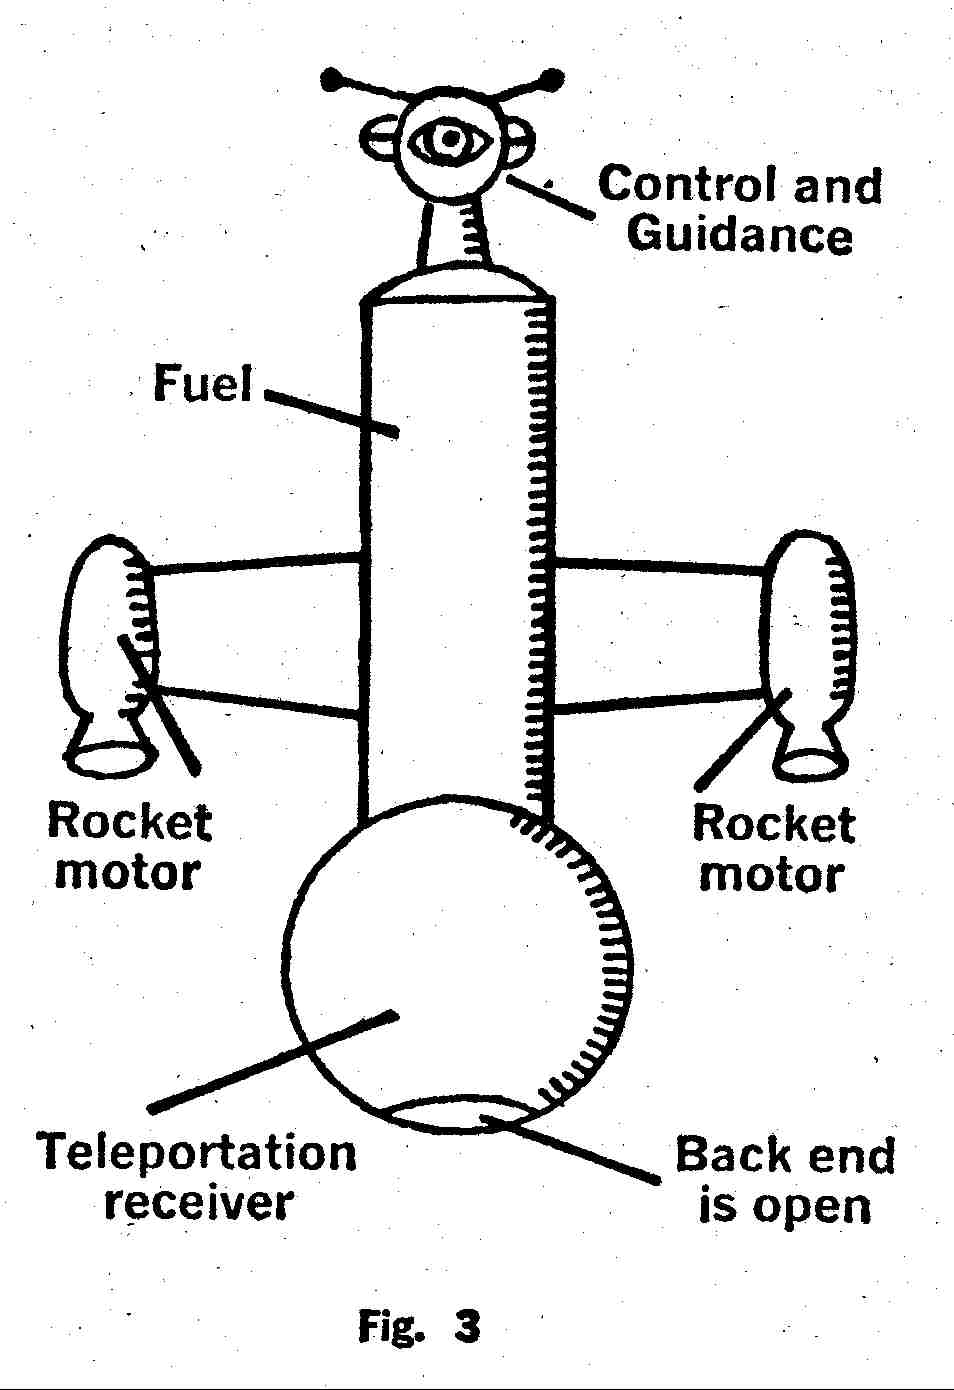 Control and
Guidance
Fuel
Rocket
motor
Rocket
motor
Teleportation
receiver
Back end
is open
Fig. 3